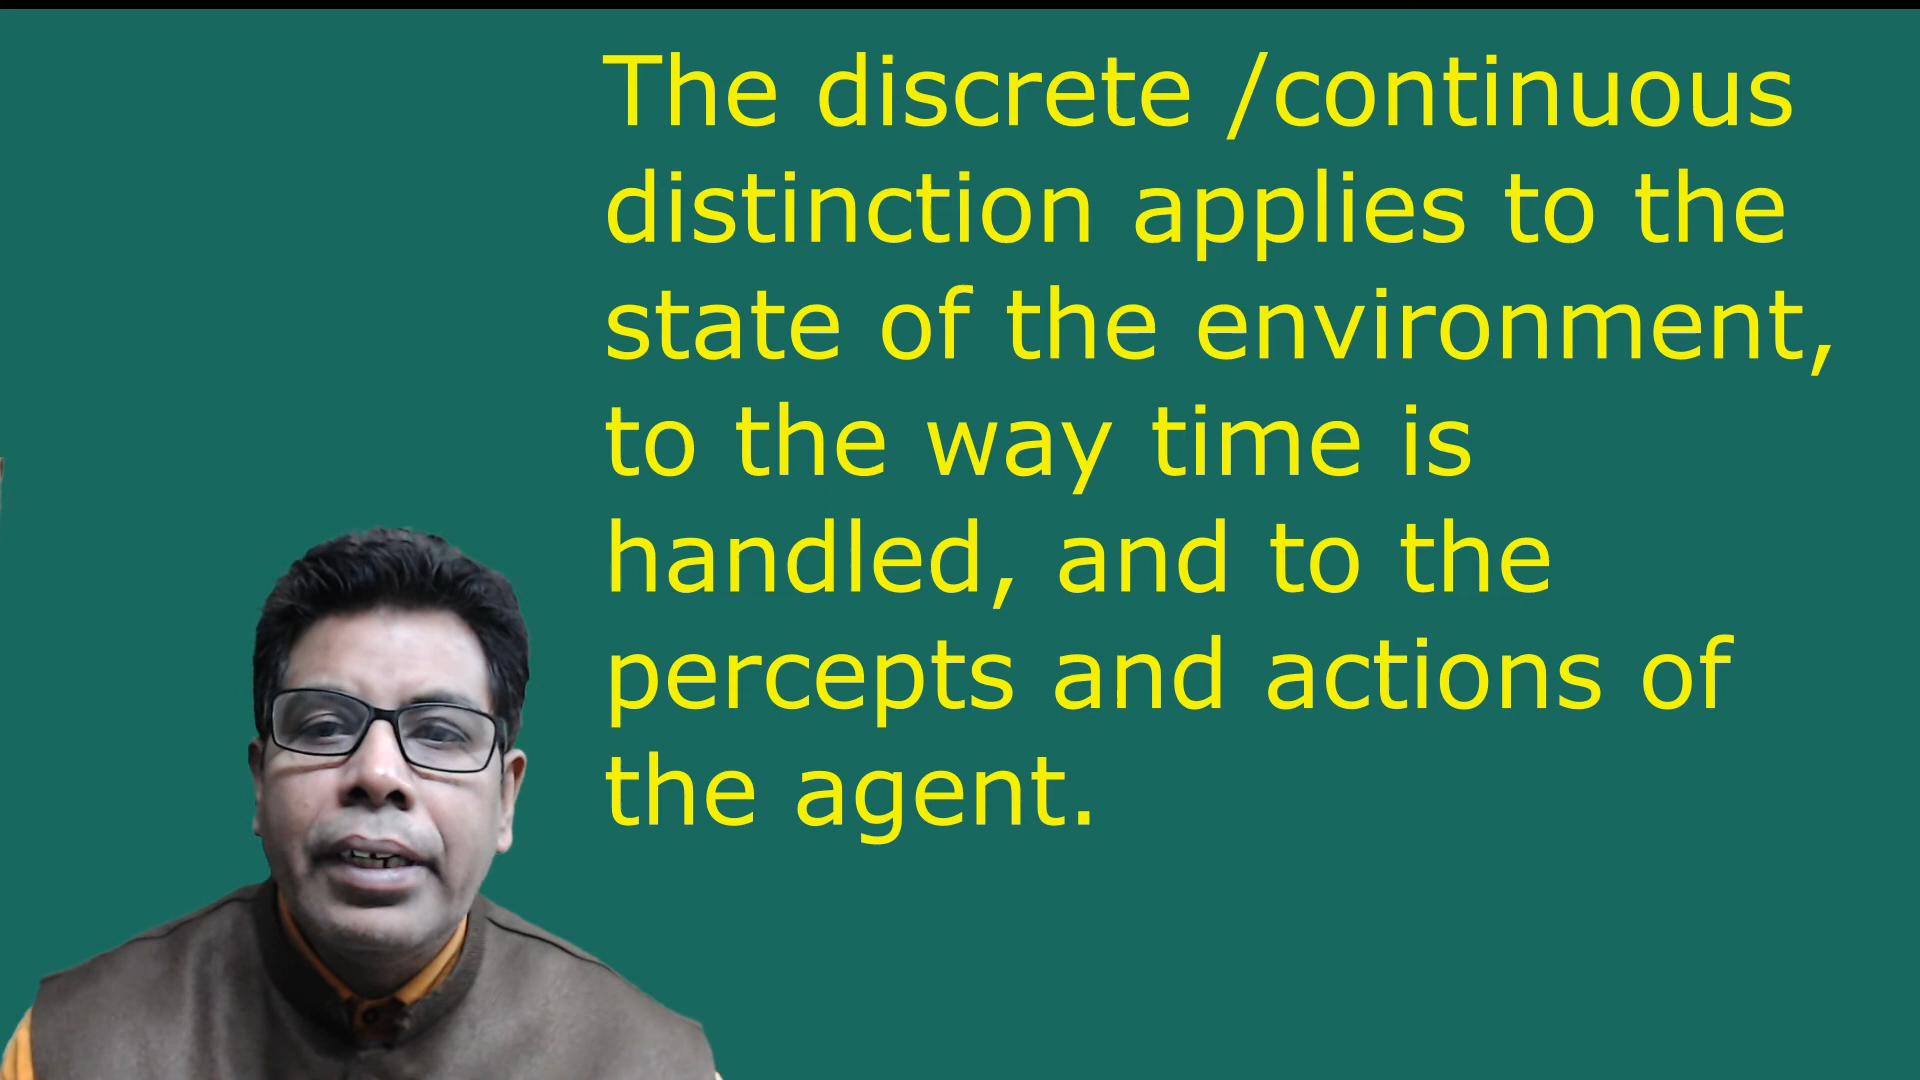 The discrete /continuous
distinction applies to the
state of the environment,
to the way time is
handled, and to the
percepts and actions of
the agent.